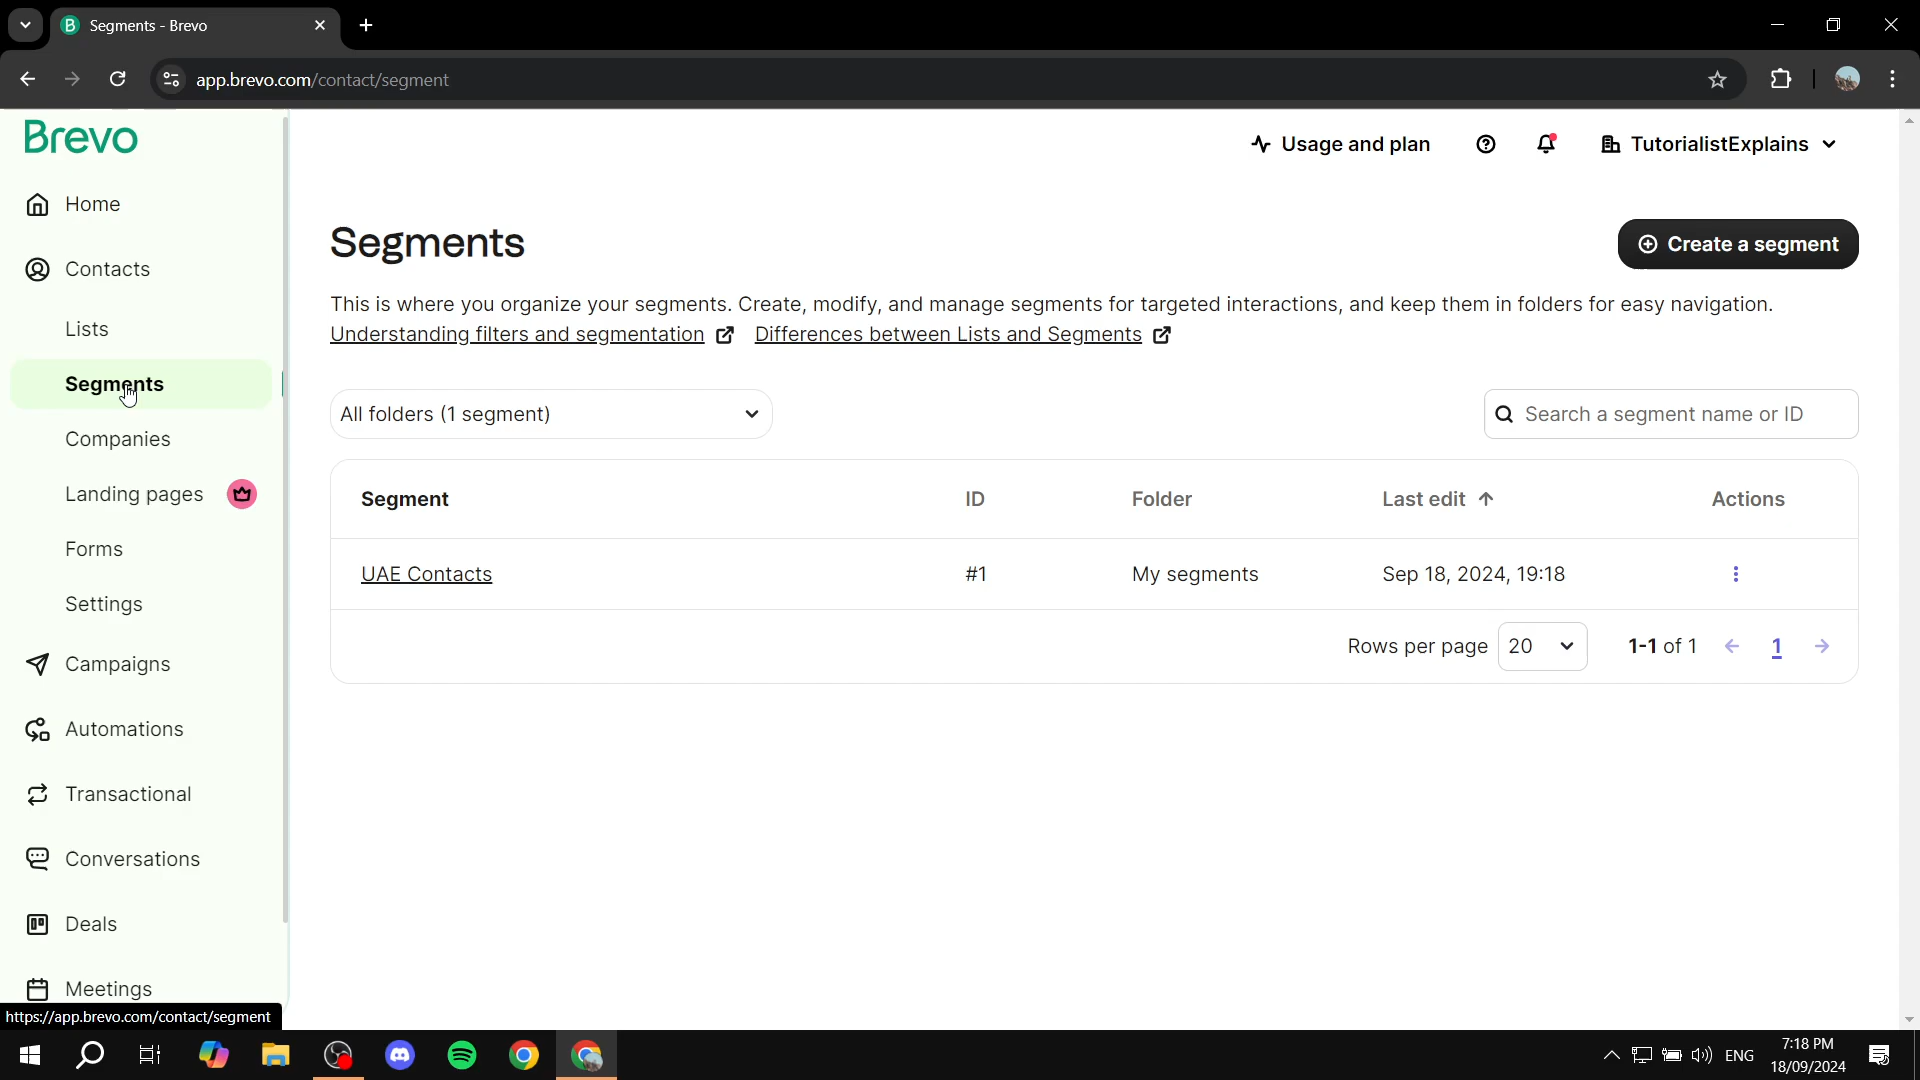 Segments - Brevo
app.brevo.com/contact/segment
Brevo
Usage and plan
TutorialistExplains
Home
Contacts
Lists
Segments
Companies
Landing pages
Forms
Settings
Campaigns
Automations
Transactional
Conversations
Deals
Meetings
Segments
Create a segment
This is where you organize your segments. Create, modify, and manage segments for targeted interactions, and keep them in folders for easy navigation.
Understanding filters and segmentation Differences between Lists and Segments
All folders (1 segment)
Search a segment name or ID
Segment ID Folder Last edit Actions
UAE Contacts #1 My segments Sep 18, 2024, 19:18
Rows per page 20 1-1 of 1 1
https://app.brevo.com/contact/segment
ENG
7:18 PM
18/09/2024